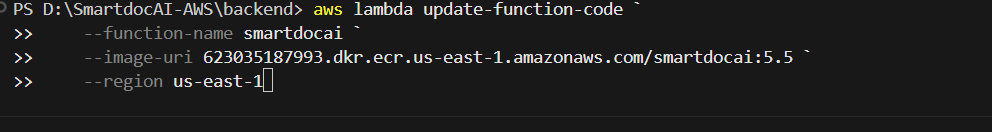 PS D:\SmartdocAI-AWS\backend> aws lambda update-function-code `
>>     --function-name smartdocai `
>>     --image-uri 623035187993.dkr.ecr.us-east-1.amazonaws.com/smartdocai:5.5 `
>>     --region us-east-1